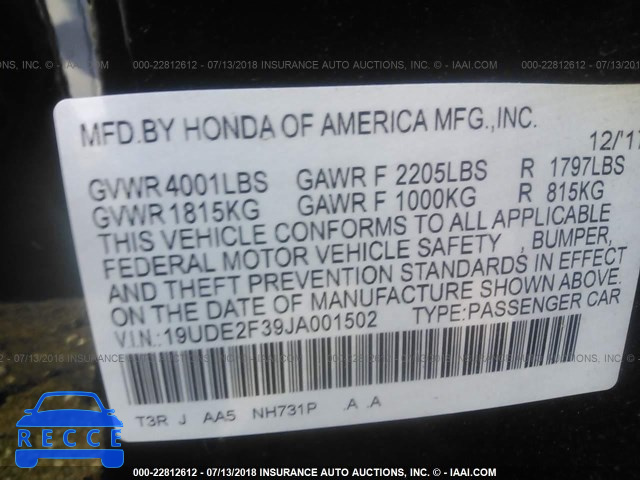 000-22812612 - 07/13/2018 INSURANCE AUTO AUCTIONS, INC. © - IAAI.COM
MFD.BY HONDA OF AMERICA MFG.,INC.
GVWR 4001LBS GAWR F 2205LBS R 1797LBS
GVWR 1815KG GAWR F 1000KG R 815KG
THIS VEHICLE CONFORMS TO ALL APPLICABLE
FEDERAL MOTOR VEHICLE SAFETY , BUMPER,
AND THEFT PREVENTION STANDARDS IN EFFECT
ON THE DATE OF MANUFACTURE SHOWN ABOVE.
V.I.N.:19UDE2F39JA001502 TYPE:PASSENGER CAR
T3R J AA5 NH731P .A .A
RECCE
000-22812612 - 07/13/2018 INSURANCE AUTO AUCTIONS, INC. © - IAAI.COM